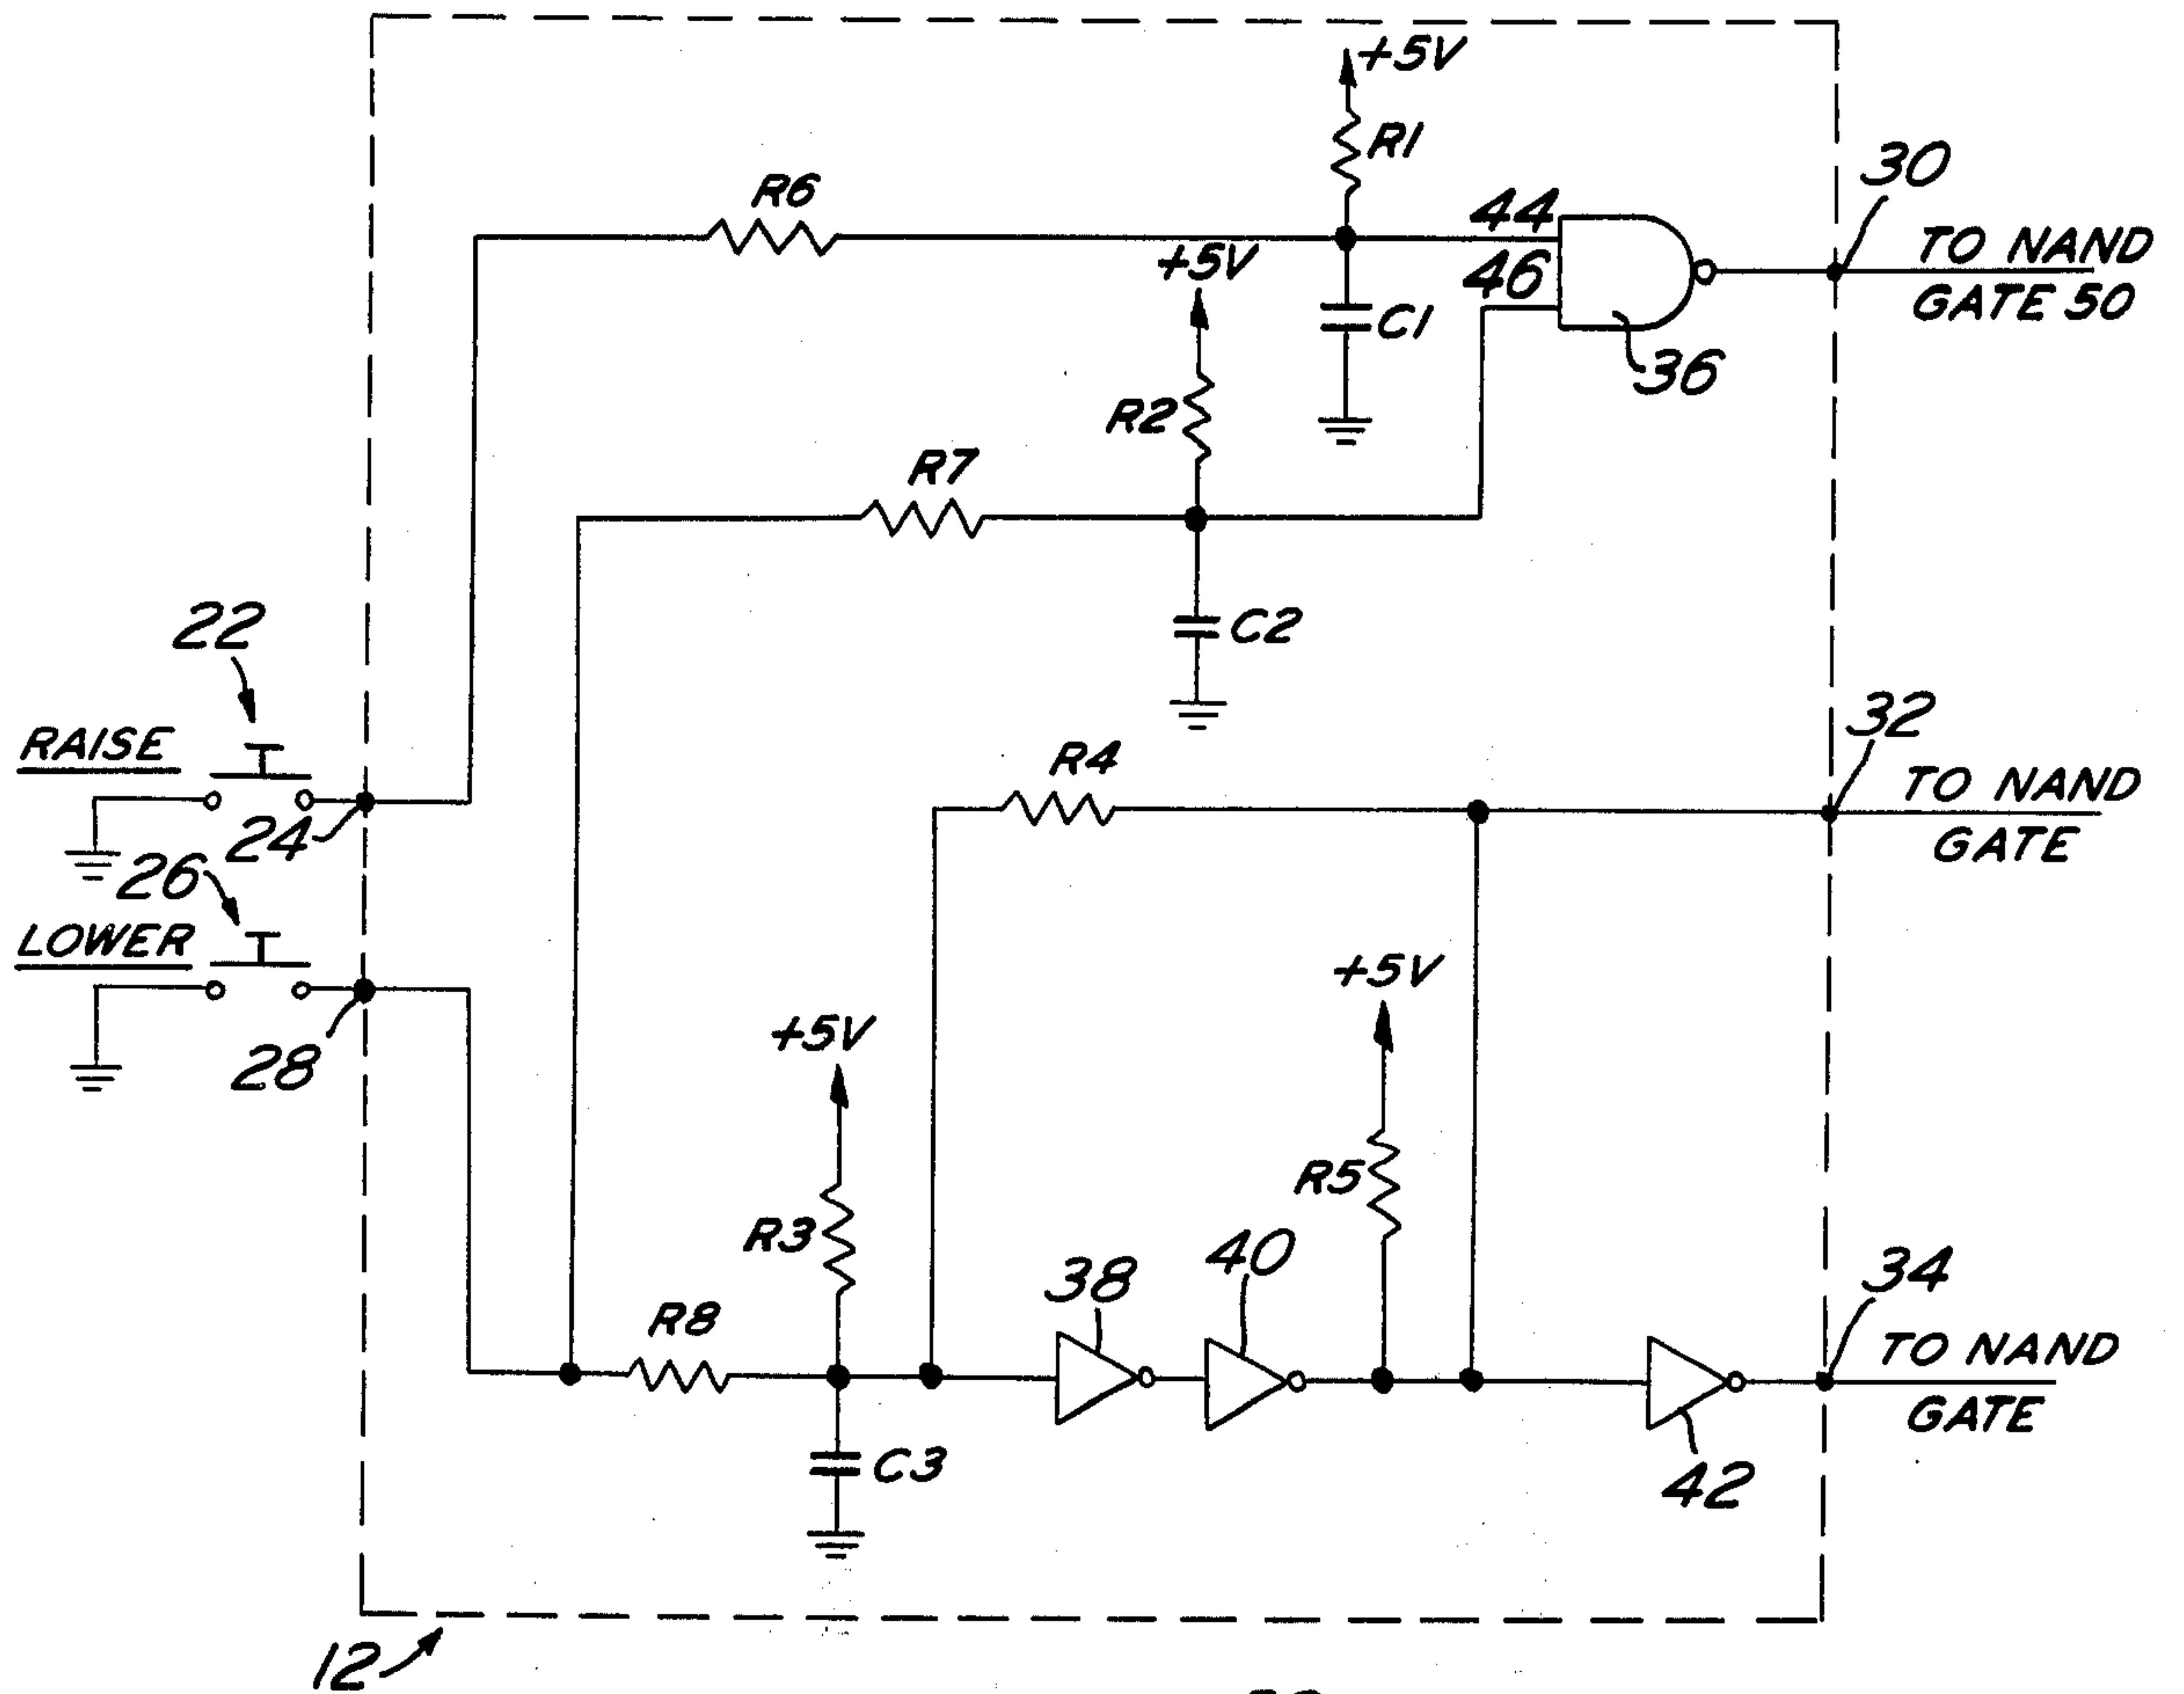 +5V
R1
30
R6
44
TO NAND
+5V
46
GATE 50
C1
36
R2
R7
22
C2
32
RAISE
R4
TO NAND
24
GATE
26
LOWER
+5V
28
+5V
R5
R3
40
34
38
R8
TO NAND
GATE
C3
42
12